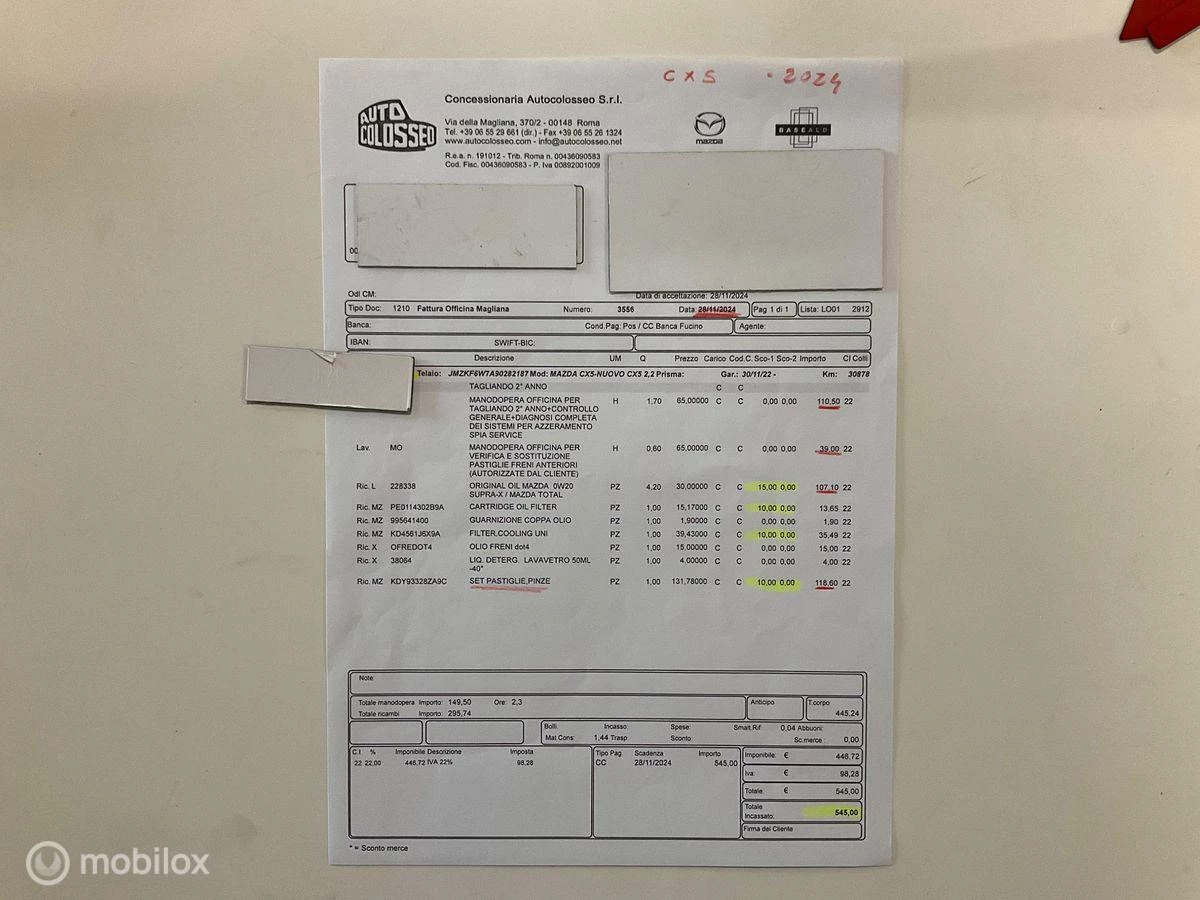 CX5 - 2024
AUTO COLOSSEO
Concessionaria Autocolosseo S.r.l.
Via della Magliana, 370/2 - 00148 Roma
Tel. +39 06 55 29 661 (dir.) - Fax +39 06 55 26 1324
www.autocolosseo.com - info@autocolosseo.net
R.e.a. n. 191012 - Trib. Roma n. 00436090583
Cod. Fisc. 00436090583 - P. Iva 00892001009
mazda
BASEALD
00
Odl CM:
Data di accettazione: 28/11/2024
Tipo Doc: 1210 Fattura Officina Magliana Numero: 3556 Data: 28/11/2024 Pag 1 di 1 Lista: LO01 2912
Banca: Cond.Pag: Pos / CC Banca Fucino Agente:
IBAN: SWIFT-BIC:
Descrizione UM Q Prezzo Carico Cod.C. Sco-1 Sco-2 Importo CI Colli
Telaio: JMZKF6W7A90282187 Mod: MAZDA CX5-NUOVO CX5 2,2 Prisma: Gar.: 30/11/22 - Km: 30878
TAGLIANDO 2° ANNO C C
MANODOPERA OFFICINA PER H 1,70 65,00000 C C 0,00 0,00 110,50 22
TAGLIANDO 2° ANNO+CONTROLLO
GENERALE+DIAGNOSI COMPLETA
DEI SISTEMI PER AZZERAMENTO
SPIA SERVICE
Lav. MO MANODOPERA OFFICINA PER H 0,60 65,00000 C C 0,00 0,00 39,00 22
VERIFICA E SOSTITUZIONE
PASTIGLIE FRENI ANTERIORI
(AUTORIZZATE DAL CLIENTE)
Ric. L 228338 ORIGINAL OIL MAZDA 0W20 PZ 4,20 30,00000 C C 15,00 0,00 107,10 22
SUPRA-X / MAZDA TOTAL
Ric. MZ PE0114302B9A CARTRIDGE OIL FILTER PZ 1,00 15,17000 C C 10,00 0,00 13,65 22
Ric. MZ 995641400 GUARNIZIONE COPPA OLIO PZ 1,00 1,90000 C C 0,00 0,00 1,90 22
Ric. MZ KD4561J6X9A FILTER,COOLING UNI PZ 1,00 39,43000 C C 10,00 0,00 35,49 22
Ric. X OFREDOT4 OLIO FRENI dot4 PZ 1,00 15,00000 C C 0,00 0,00 15,00 22
Ric. X 38064 LIQ. DETERG. LAVAVETRO 50ML PZ 1,00 4,00000 C C 0,00 0,00 4,00 22
-40°
Ric. MZ KDY93328ZA9C SET PASTIGLIE,PINZE PZ 1,00 131,78000 C C 10,00 0,00 118,60 22
Note:
Totale manodopera Importo: 149,50 Ore: 2,3 Anticipo T.corpo
Totale ricambi Importo: 295,74 445,24
Bolli: Incasso: Spese: Smalt.Rif 0,04 Abbuoni:
Mat.Cons: 1,44 Trasp: Sconto: Sc.merce : 0,00
C.I % Imponibile Descrizione Imposta Tipo Pag. Scadenza Importo Imponibile: € 446,72
22 22,00 446,72 IVA 22% 98,28 CC 28/11/2024 545,00
Iva: € 98,28
Totale: € 545,00
Totale
Incassato: 545,00
Firma del Cliente
* = Sconto merce
mobilox